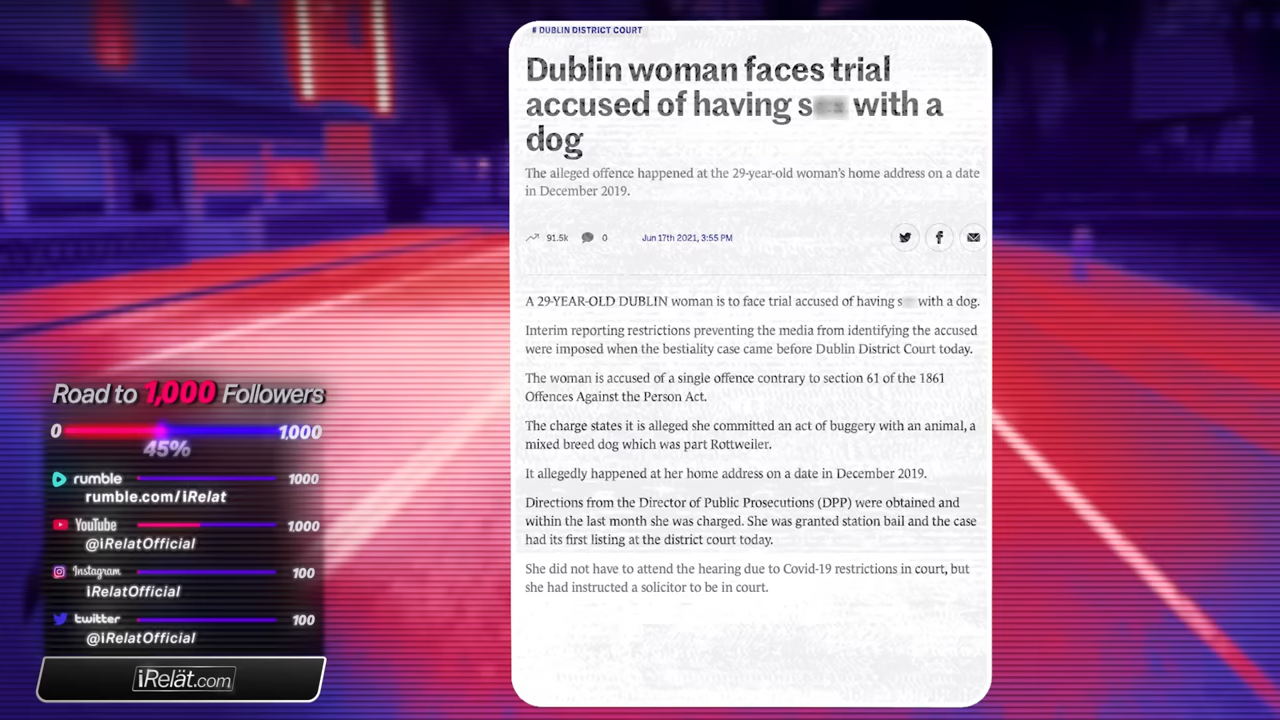 # DUBLIN DISTRICT COURT
Dublin woman faces trial
accused of having s with a
dog
The alleged offence happened at the 29-year-old woman's home address on a date
in December 2019.
91.5k 0 Jun 17th 2021, 3:55 PM
A 29-YEAR-OLD DUBLIN woman is to face trial accused of having s with a dog.
Interim reporting restrictions preventing the media from identifying the accused
were imposed when the bestiality case came before Dublin District Court today.
The woman is accused of a single offence contrary to section 61 of the 1861
Offences Against the Person Act.
The charge states it is alleged she committed an act of buggery with an animal, a
mixed breed dog which was part Rottweiler.
It allegedly happened at her home address on a date in December 2019.
Directions from the Director of Public Prosecutions (DPP) were obtained and
within the last month she was charged. She was granted station bail and the case
had its first listing at the district court today.
She did not have to attend the hearing due to Covid-19 restrictions in court, but
she had instructed a solicitor to be in court.
Road to 1,000 Followers
0 1,000
45%
rumble 1000
rumble.com/iRelat
YouTube 1,000
@iRelatOfficial
Instagram 100
iRelatOfficial
twitter 100
@iRelatOfficial
iRelät.com